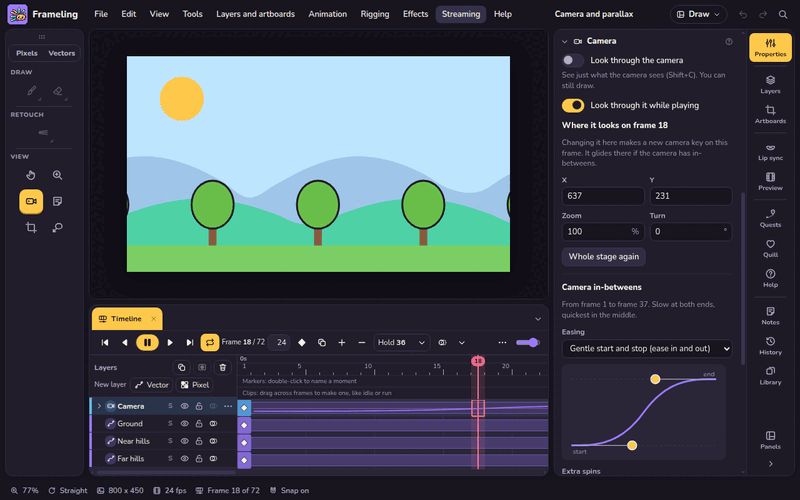 Frameling
File Edit View Tools Layers and artboards Animation Rigging Effects Streaming Help
Camera and parallax
Draw
Pixels Vectors
DRAW
RETOUCH
VIEW
Camera
Look through the camera
See just what the camera sees (Shift+C). You can
still draw.
Look through it while playing
Where it looks on frame 18
Changing it here makes a new camera key on this
frame. It glides there if the camera has in-
betweens.
X Y
637 231
Zoom Turn
100 % 0 °
Whole stage again
Camera in-betweens
From frame 1 to frame 37. Slow at both ends,
quickest in the middle.
Easing
Gentle start and stop (ease in and out)
end
start
Extra spins
Properties
Layers
Artboards
Lip sync
Preview
Quests
Quill
Help
Notes
History
Library
Panels
Timeline
Frame 18 / 72 24
Hold 36
Layers
New layer Vector Pixel
0s
1 5 10 15 18 20
Markers: double-click to name a moment
Clips: drag across frames to make one, like idle or run
Camera S
Ground S
Near hills S
Far hills S
77% Straight 800 x 450 24 fps Frame 18 of 72 Snap on